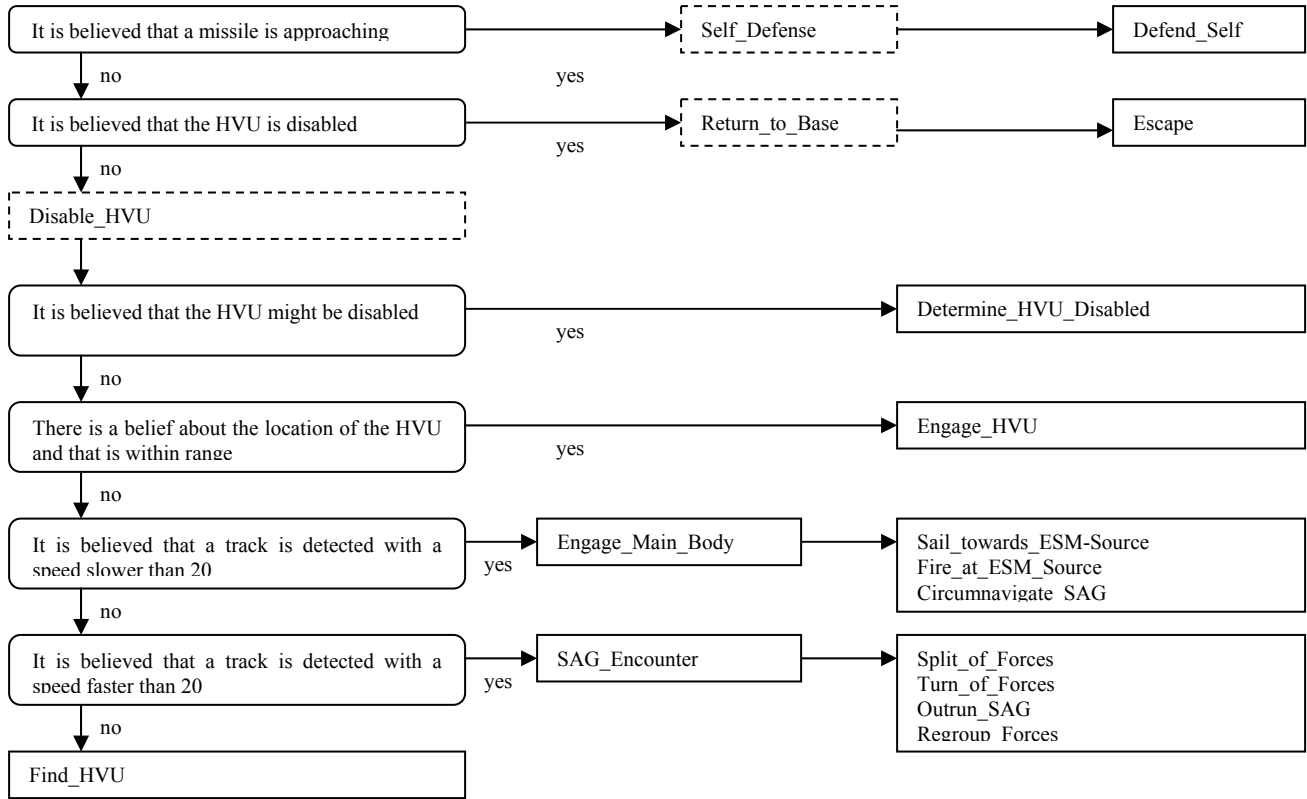 It is believed that a missile is approaching
Self_Defense
Defend_Self
no
yes
It is believed that the HVU is disabled
Return_to_Base
Escape
yes
no
Disable_HVU
It is believed that the HVU might be disabled
Determine_HVU_Disabled
yes
no
There is a belief about the location of the HVU
and that is within range
Engage_HVU
yes
no
It is believed that a track is detected with a
speed slower than 20
yes
Engage_Main_Body
Sail_towards_ESM-Source
Fire_at_ESM_Source
Circumnavigate_SAG
no
It is believed that a track is detected with a
speed faster than 20
yes
SAG_Encounter
Split_of_Forces
Turn_of_Forces
Outrun_SAG
Regroup_Forces
no
Find_HVU